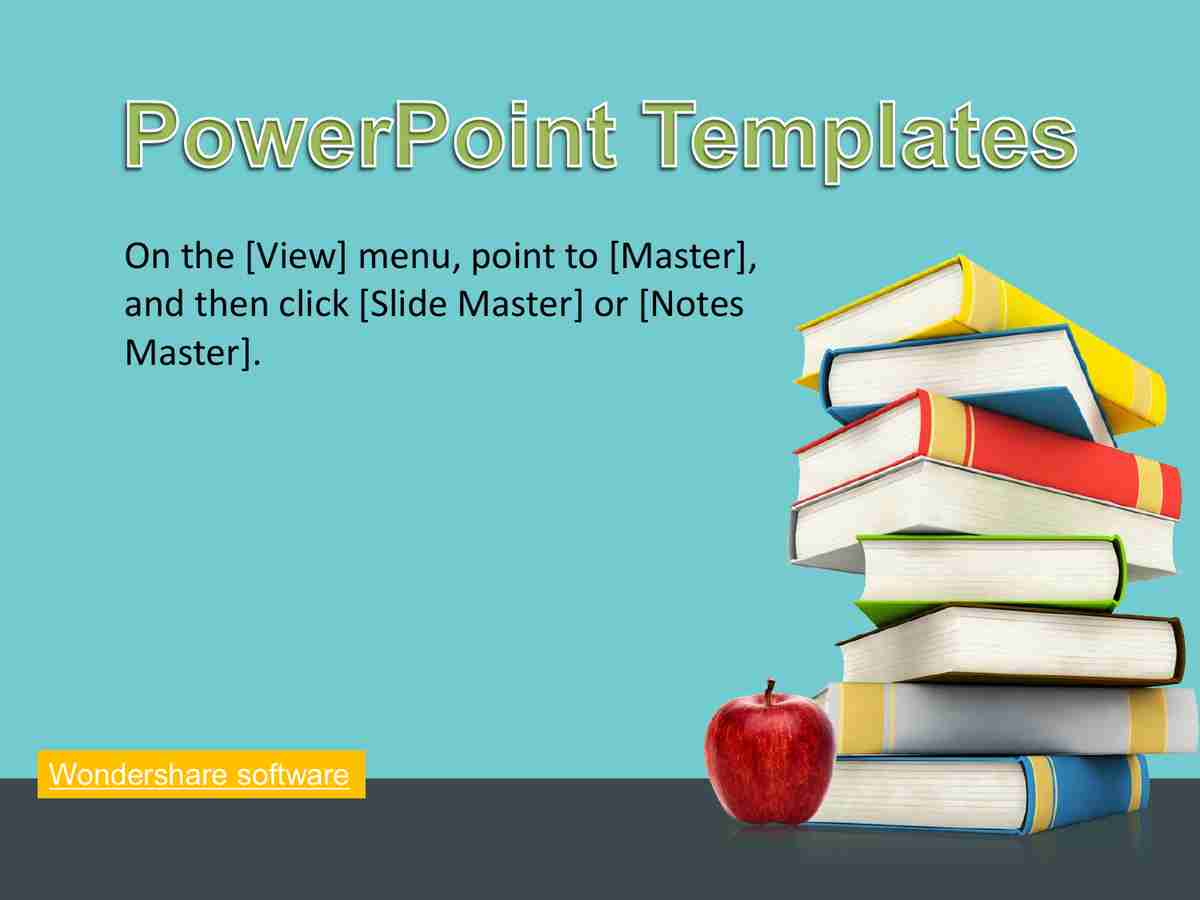 PowerPoint Templates
On the [View] menu, point to [Master],
and then click [Slide Master] or [Notes
Master].
Wondershare software